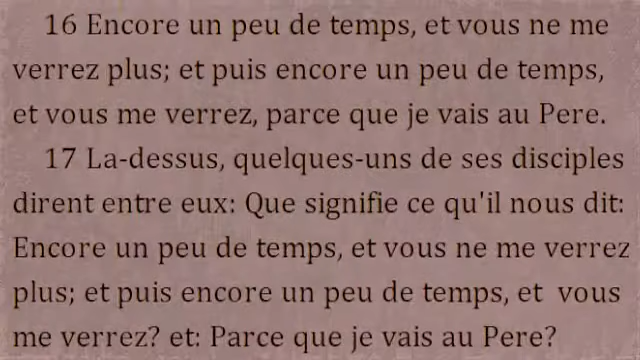 16 Encore un peu de temps, et vous ne me
verrez plus; et puis encore un peu de temps,
et vous me verrez, parce que je vais au Pere.
17 La-dessus, quelques-uns de ses disciples
dirent entre eux: Que signifie ce qu'il nous dit:
Encore un peu de temps, et vous ne me verrez
plus; et puis encore un peu de temps, et  vous
me verrez? et: Parce que je vais au Pere?